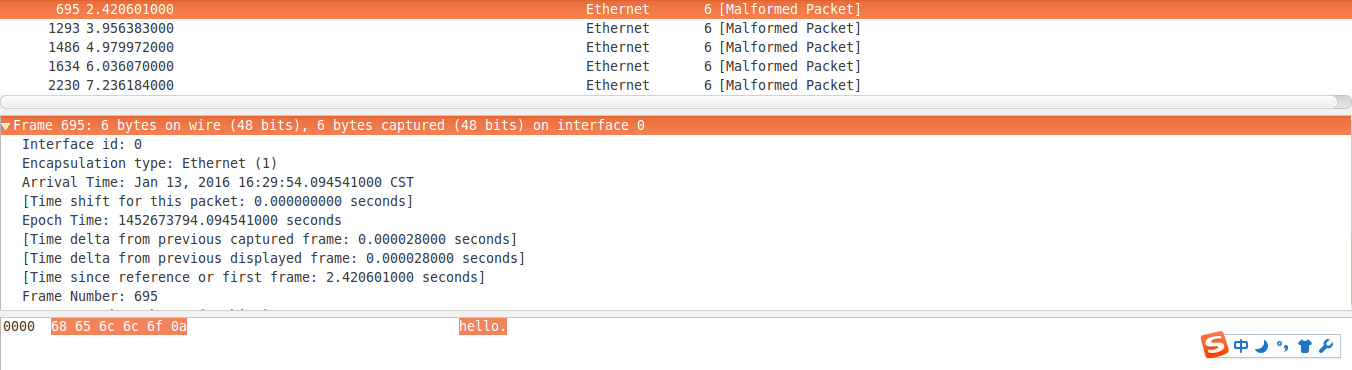 695 2.420601000 Ethernet 6 [Malformed Packet]
1293 3.956383000 Ethernet 6 [Malformed Packet]
1486 4.979972000 Ethernet 6 [Malformed Packet]
1634 6.036070000 Ethernet 6 [Malformed Packet]
2230 7.236184000 Ethernet 6 [Malformed Packet]
Frame 695: 6 bytes on wire (48 bits), 6 bytes captured (48 bits) on interface 0
Interface id: 0
Encapsulation type: Ethernet (1)
Arrival Time: Jan 13, 2016 16:29:54.094541000 CST
[Time shift for this packet: 0.000000000 seconds]
Epoch Time: 1452673794.094541000 seconds
[Time delta from previous captured frame: 0.000028000 seconds]
[Time delta from previous displayed frame: 0.000028000 seconds]
[Time since reference or first frame: 2.420601000 seconds]
Frame Number: 695
0000 68 65 6c 6c 6f 0a hello.
S 中